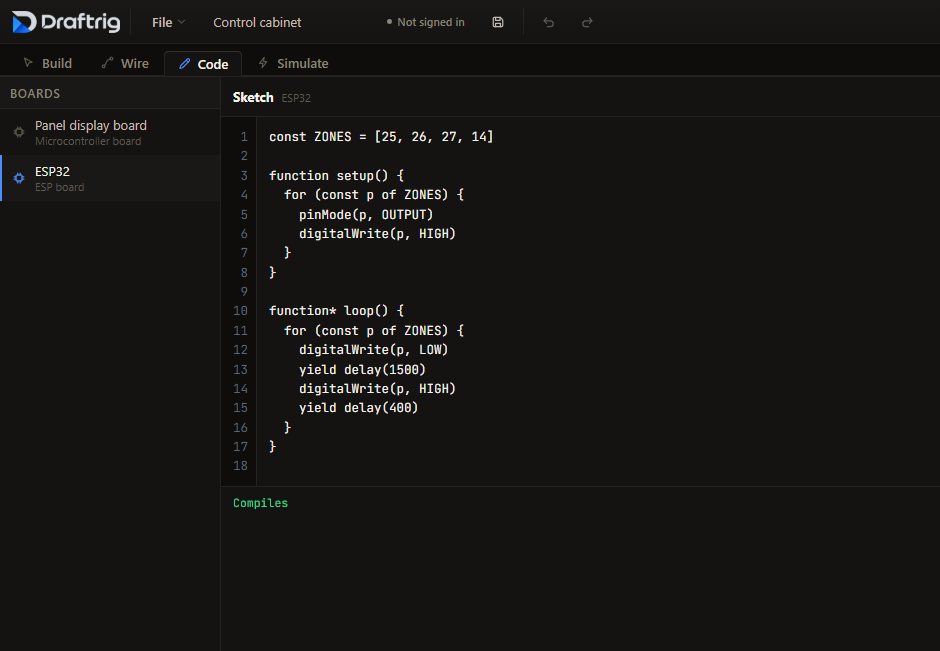 Draftrig File Control cabinet Not signed in
Build Wire Code Simulate
BOARDS
Panel display board
Microcontroller board
ESP32
ESP board
Sketch ESP32
1 const ZONES = [25, 26, 27, 14]
2
3 function setup() {
4   for (const p of ZONES) {
5     pinMode(p, OUTPUT)
6     digitalWrite(p, HIGH)
7   }
8 }
9
10 function* loop() {
11   for (const p of ZONES) {
12     digitalWrite(p, LOW)
13     yield delay(1500)
14     digitalWrite(p, HIGH)
15     yield delay(400)
16   }
17 }
18
Compiles